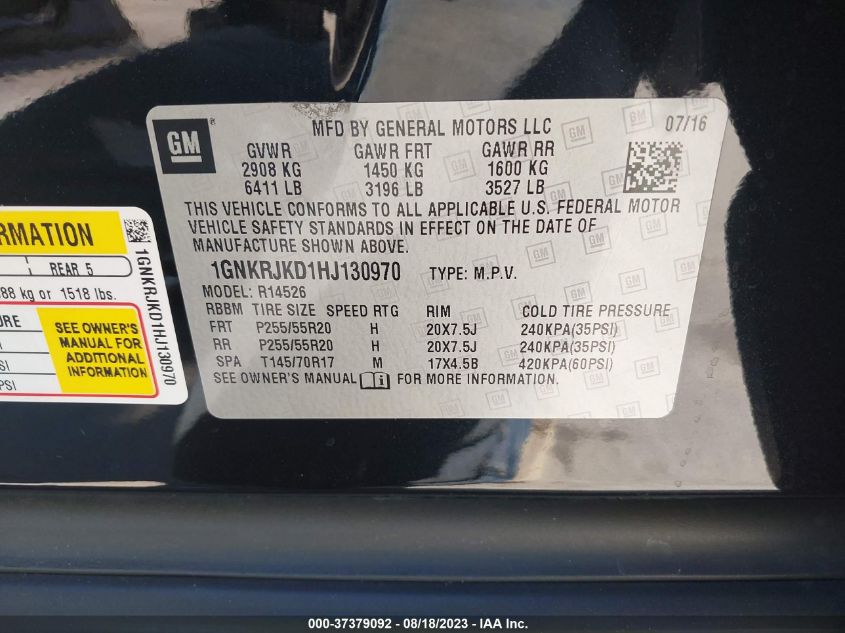 GM
MFD BY GENERAL MOTORS LLC 07/16
GVWR GAWR FRT GAWR RR
2908 KG 1450 KG 1600 KG
6411 LB 3196 LB 3527 LB
THIS VEHICLE CONFORMS TO ALL APPLICABLE U.S. FEDERAL MOTOR
VEHICLE SAFETY STANDARDS IN EFFECT ON THE DATE OF
MANUFACTURE SHOWN ABOVE.
1GNKRJKD1HJ130970 TYPE: M.P.V.
MODEL: R14526
RBBM TIRE SIZE SPEED RTG RIM COLD TIRE PRESSURE
FRT P255/55R20 H 20X7.5J 240KPA(35PSI)
RR P255/55R20 H 20X7.5J 240KPA(35PSI)
SPA T145/70R17 M 17X4.5B 420KPA(60PSI)
SEE OWNER'S MANUAL FOR MORE INFORMATION
RMATION
REAR 5
88 kg or 1518 lbs.
URE
SEE OWNER'S
MANUAL FOR
ADDITIONAL
INFORMATION
SI
PSI
1GNKRJKD1HJ130970
000-37379092 - 08/18/2023 - IAA Inc.